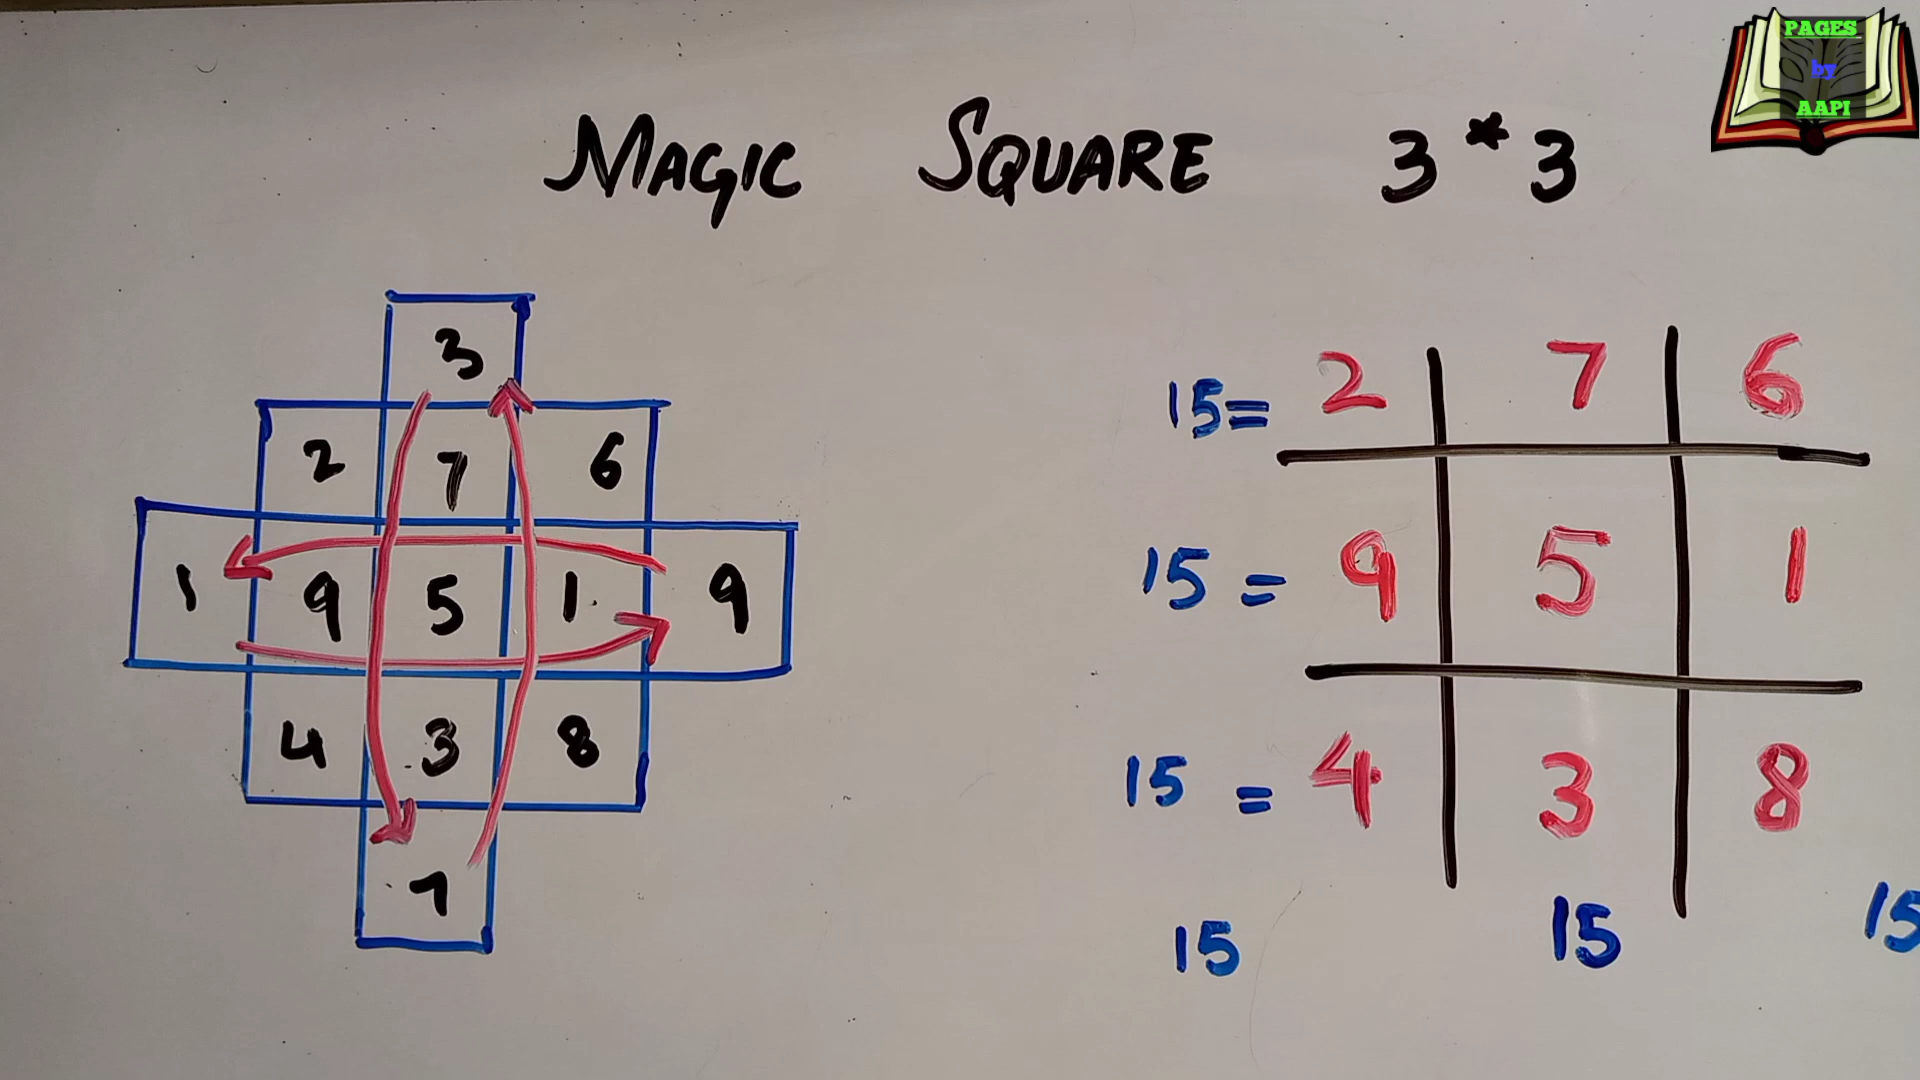 PAGES
by
AAPI
MAGIC SQUARE 3*3
3
2 7 6
1 9 5 1 9
4 3 8
7
15= 2 7 6
15 = 9 5 1
15 = 4 3 8
15 15 15